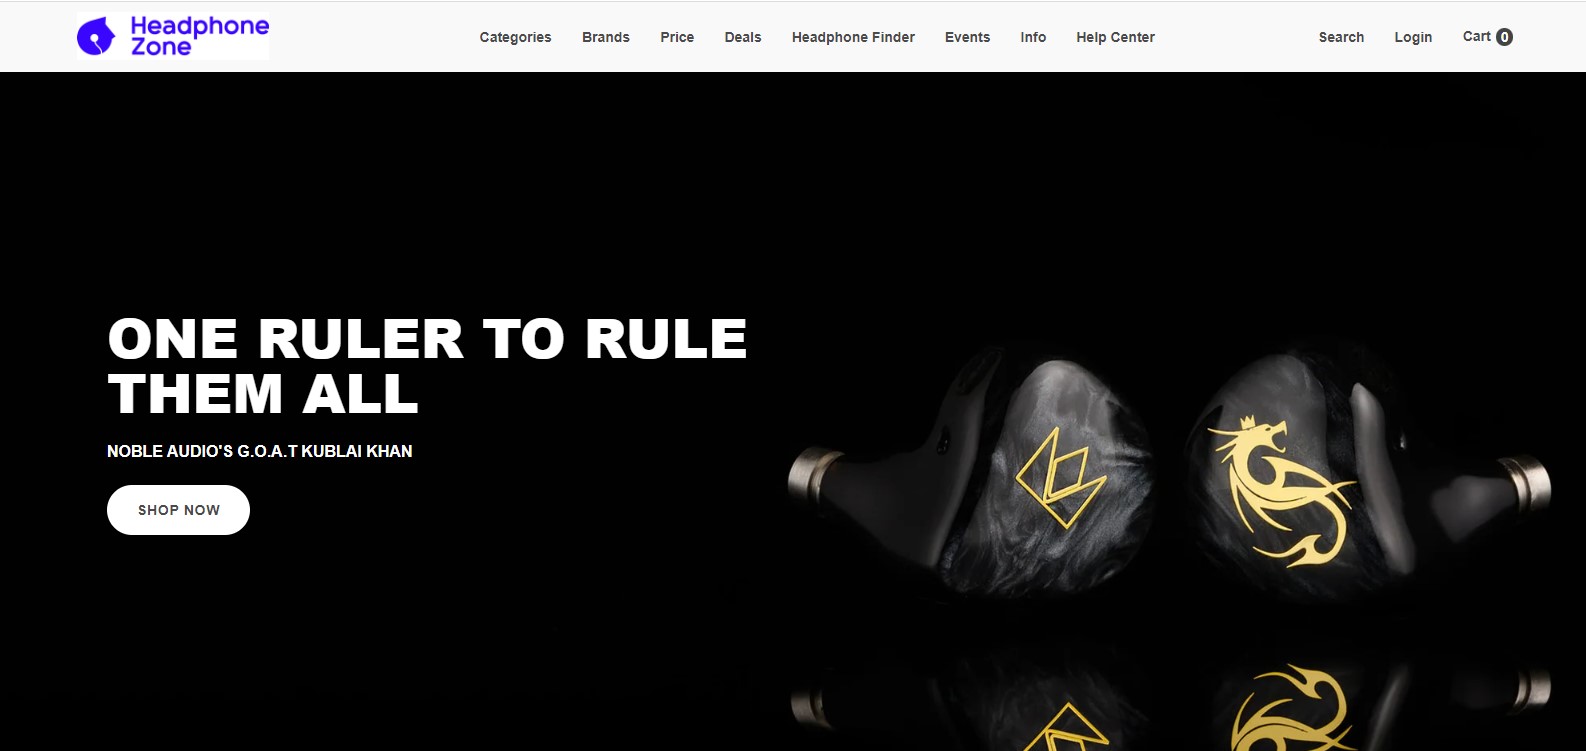 Headphone
Zone
Categories Brands Price Deals Headphone Finder Events Info Help Center Search Login Cart 0
ONE RULER TO RULE
THEM ALL
NOBLE AUDIO'S G.O.A.T KUBLAI KHAN
SHOP NOW